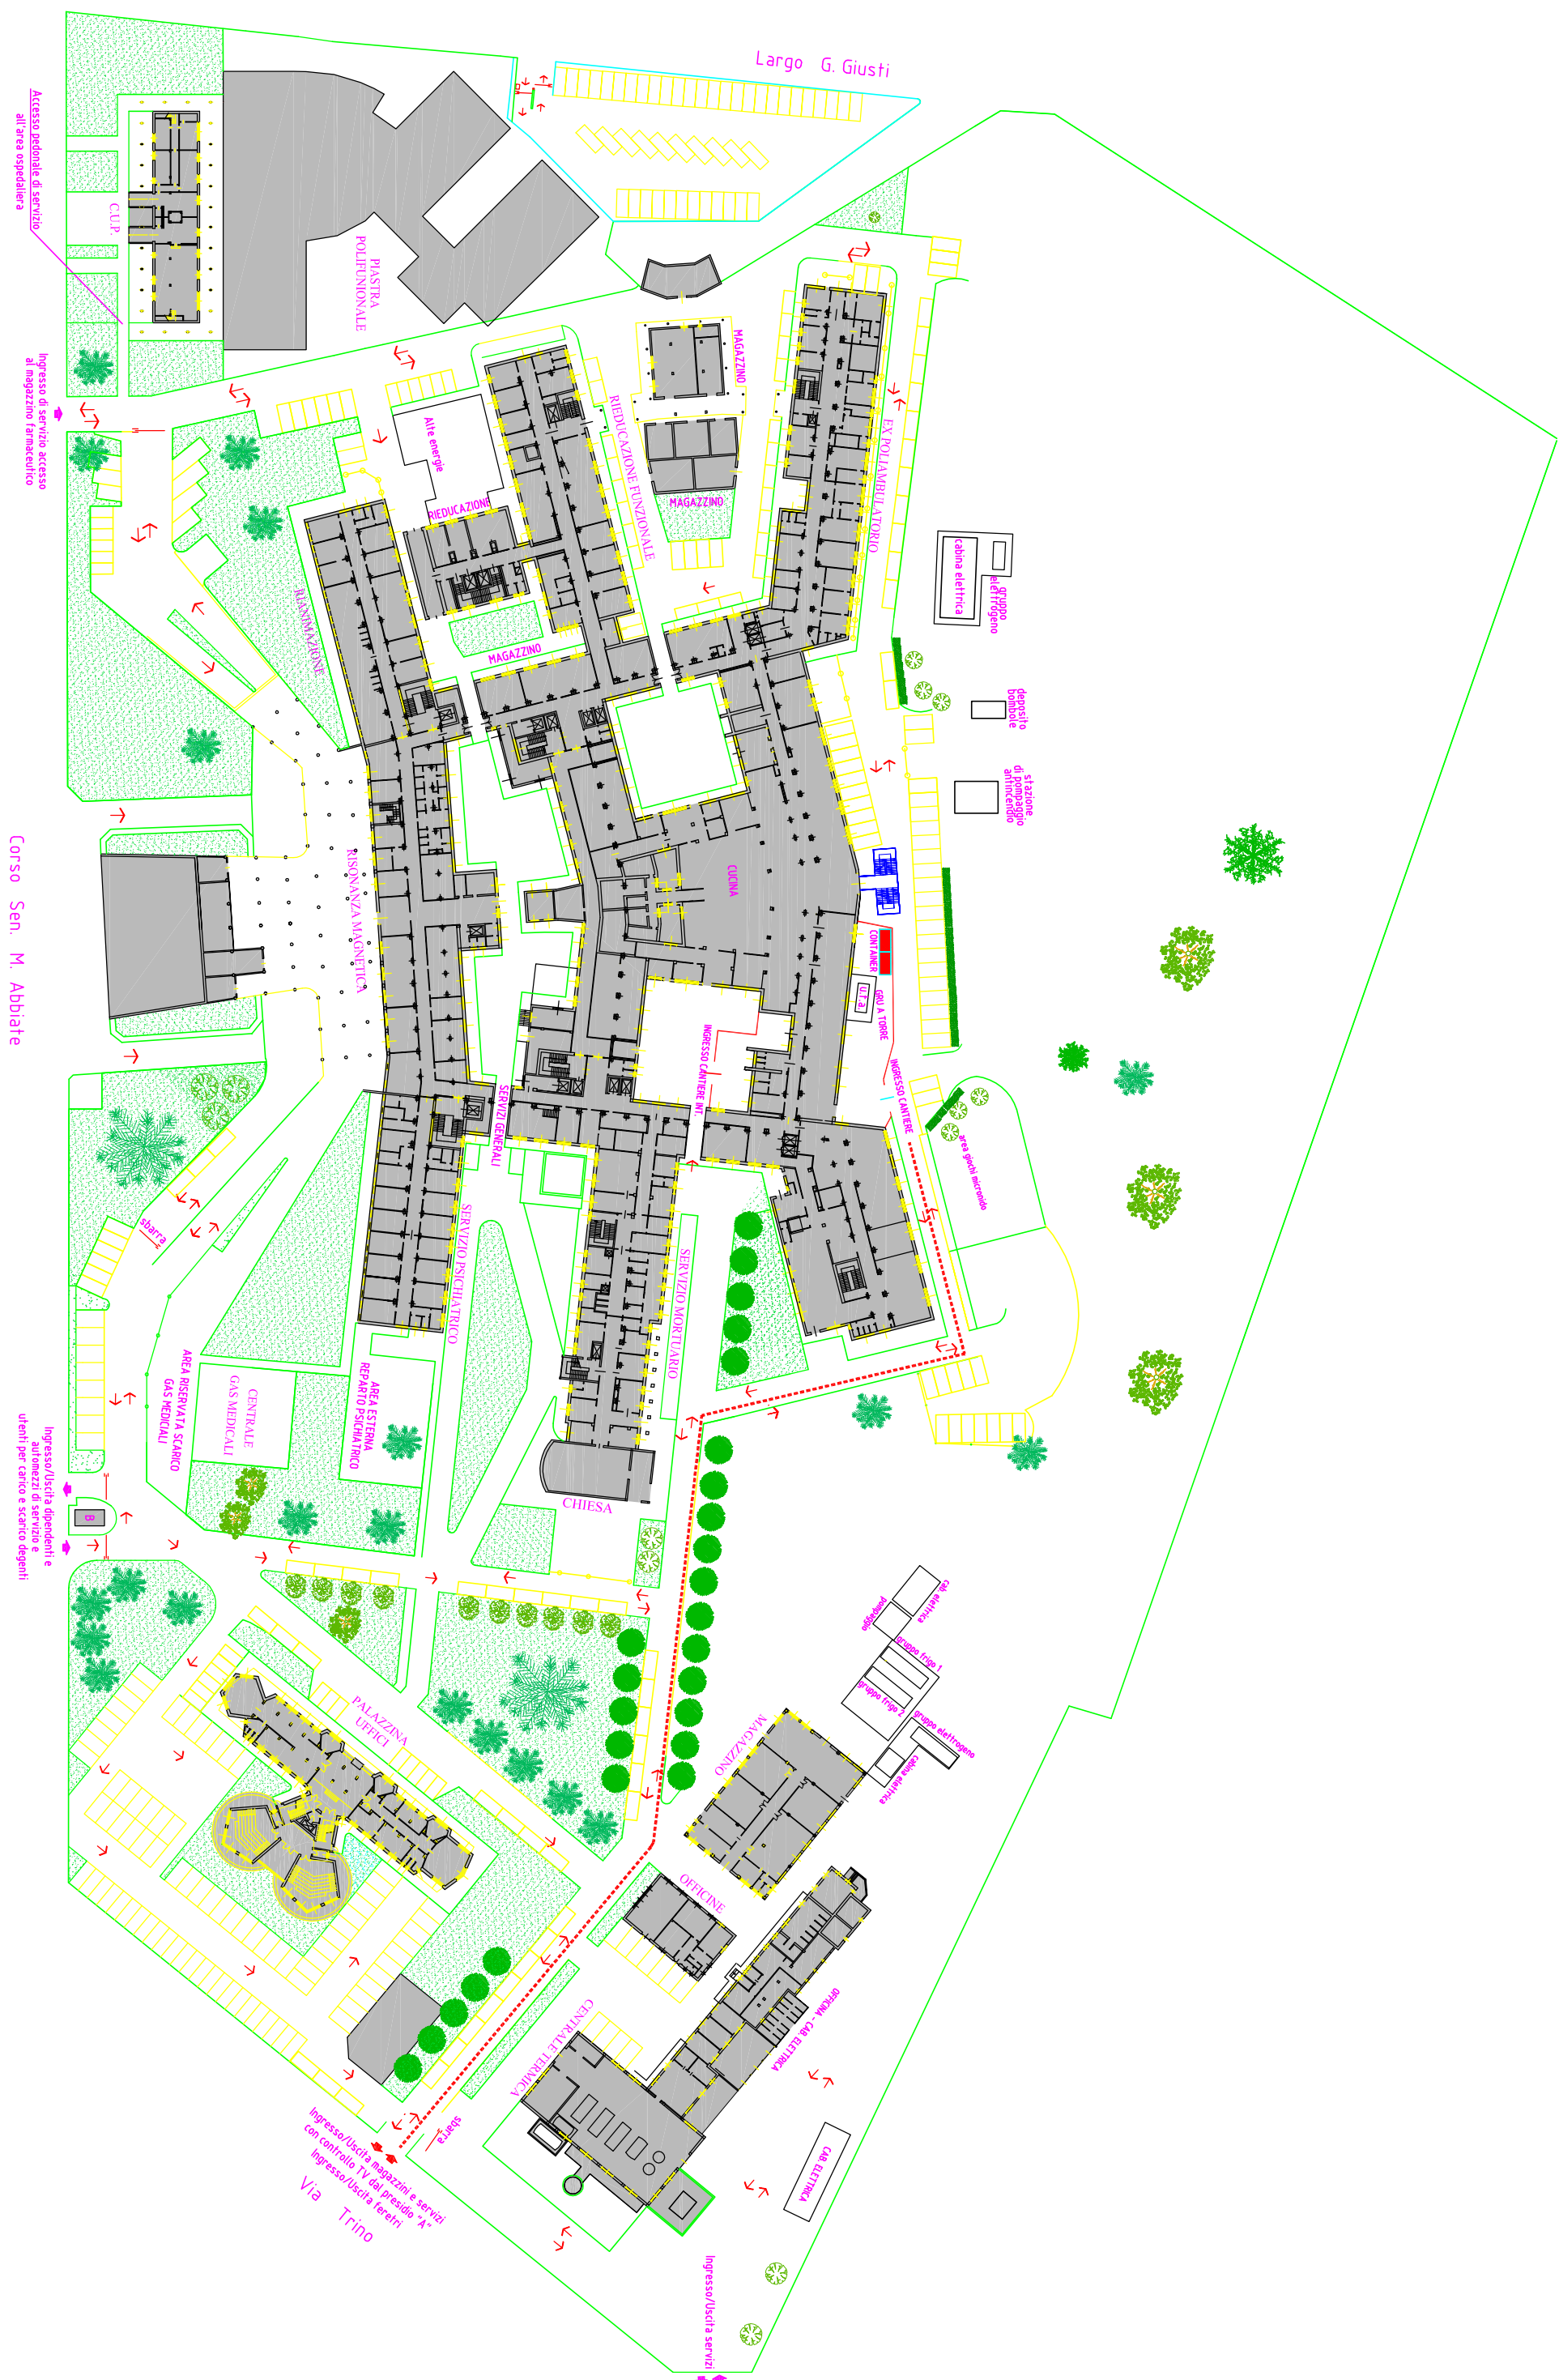 Largo G. Giusti
Accesso pedonale di servizio
all'area ospedaliera
C.U.P.
PIASTRA
POLIFUNIONALE
Ingresso di servizio accesso
al magazzino farmaceutico
Alte energie
RIEDUCAZIONE
RIEDUCAZIONE FUNZIONALE
MAGAZZINO
MAGAZZINO
EX POLIAMBULATORIO
cabina elettrica
gruppo
elettrogeno
RIANIMAZIONE
MAGAZZINO
deposito
bombole
stazione
di pompaggio
antincendio
Corso Sen. M. Abbiate
RISONANZA MAGNETICA
CUCINA
CONTAINER
u.t.a.
GRU A TORRE
INGRESSO CANTIERE INT.
INGRESSO CANTIERE
SERVIZI GENERALI
area giochi micronido
sbarra
SERVIZIO PSICHIATRICO
SERVIZIO MORTUARIO
AREA RISERVATA SCARICO
GAS MEDICIALI
CENTRALE
GAS MEDICALI
AREA ESTERNA
REPARTO PSICHIATRICO
CHIESA
Ingresso/Uscita dipendenti e
automezzi di servizio e
utenti per carico e scarico degenti
B
cab. elettrica
pompaggio
gruppo frigo 1
gruppo frigo 2
gruppo elettrogeno
cabina elettrica
PALAZZINA
UFFICI
MAGAZZINO
OFFICINE
OFFICINA - CAB. ELETTRICA
CENTRALE TERMICA
sbarra
CAB. ELETTRICA
Ingresso/Uscita magazzini e servizi
con controllo TV dal presidio "A"
Ingresso/Uscita feretri
Via Trino
Ingresso/Uscita servizi